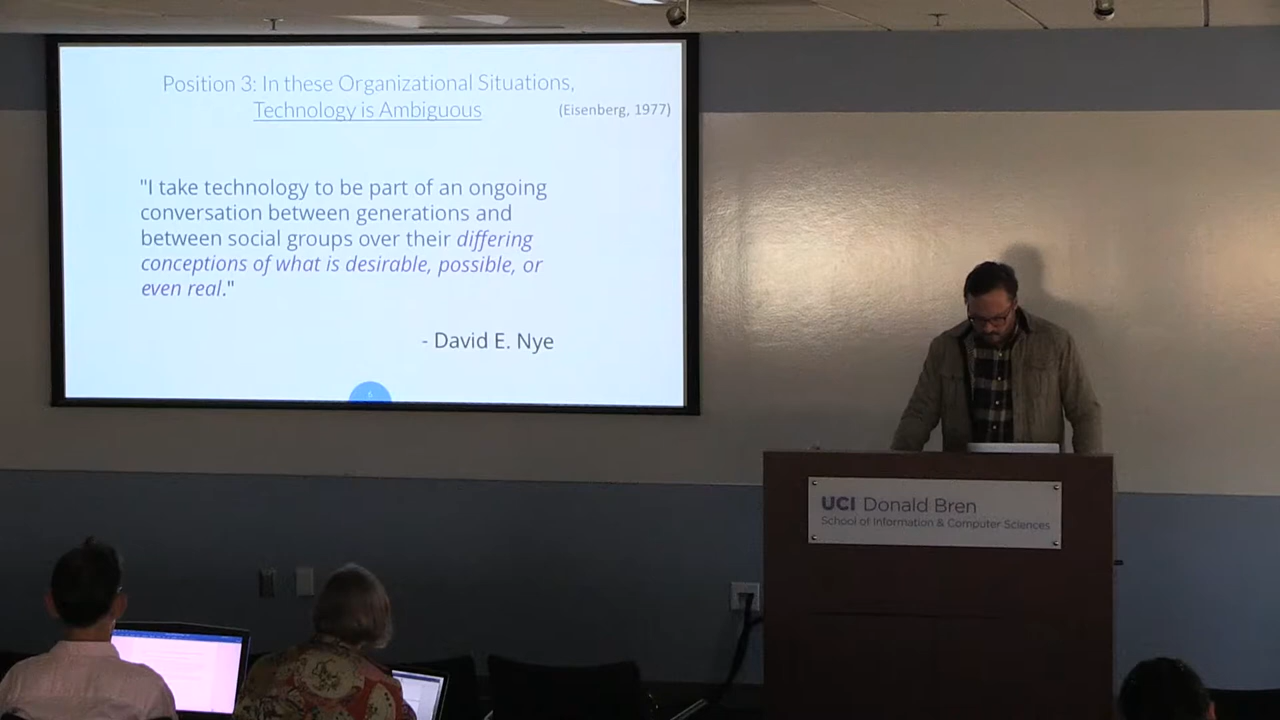 Position 3: In these Organizational Situations,
Technology is Ambiguous
(Eisenberg, 1977)
"I take technology to be part of an ongoing
conversation between generations and
between social groups over their differing
conceptions of what is desirable, possible, or
even real."
- David E. Nye
UCI Donald Bren
School of Information & Computer Sciences